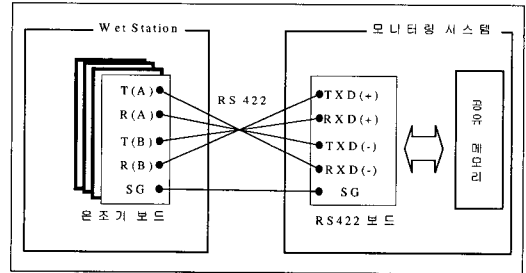 Wet Station
모니터링 시스템
T(A)
R(A)
T(B)
R(B)
SG
온조기 보드
RS 422
TXD(+)
RXD(+)
TXD(-)
RXD(-)
SG
RS422 보드
공유 메모리